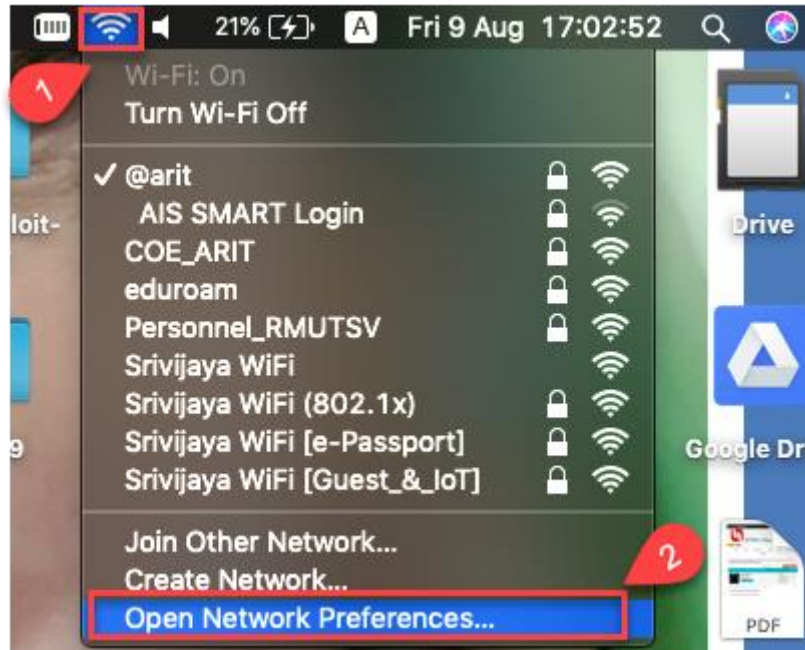 21% A Fri 9 Aug 17:02:52
1
Wi-Fi: On
Turn Wi-Fi Off
✓ @arit
AIS SMART Login
COE_ARIT
eduroam
Personnel_RMUTSV
Srivijaya WiFi
Srivijaya WiFi (802.1x)
Srivijaya WiFi [e-Passport]
Srivijaya WiFi [Guest_&_IoT]
Join Other Network...
Create Network...
2
Open Network Preferences...
loit-
9
Drive
Google Dr
PDF